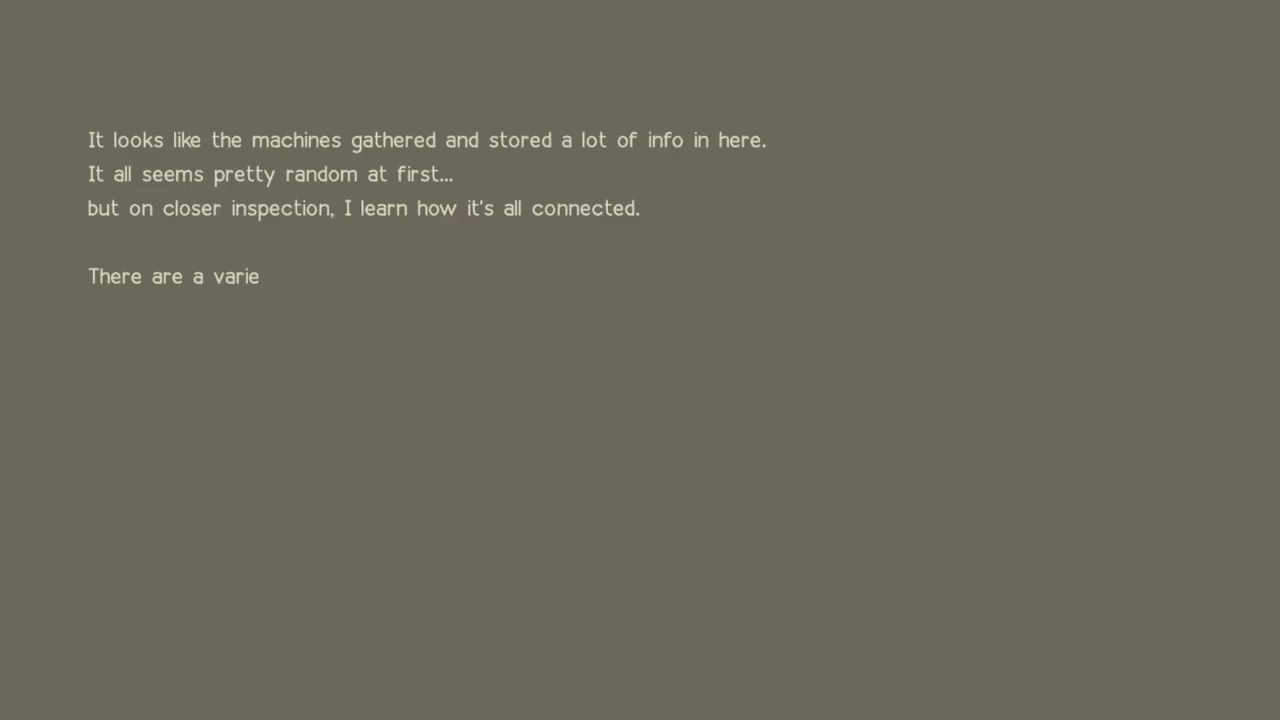 It looks like the machines gathered and stored a lot of info in here.
It all seems pretty random at first...
but on closer inspection, I learn how it's all connected.
There are a varie